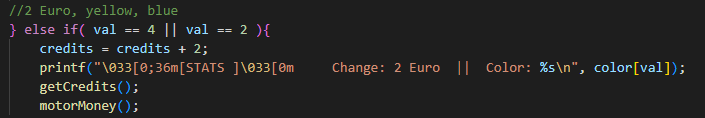 //2 Euro, yellow, blue
} else if( val == 4 || val == 2 ){
credits = credits + 2;
printf("\033[0;36m[STATS ]\033[0m     Change: 2 Euro  ||  Color: %s\n", color[val]);
getCredits();
motorMoney();